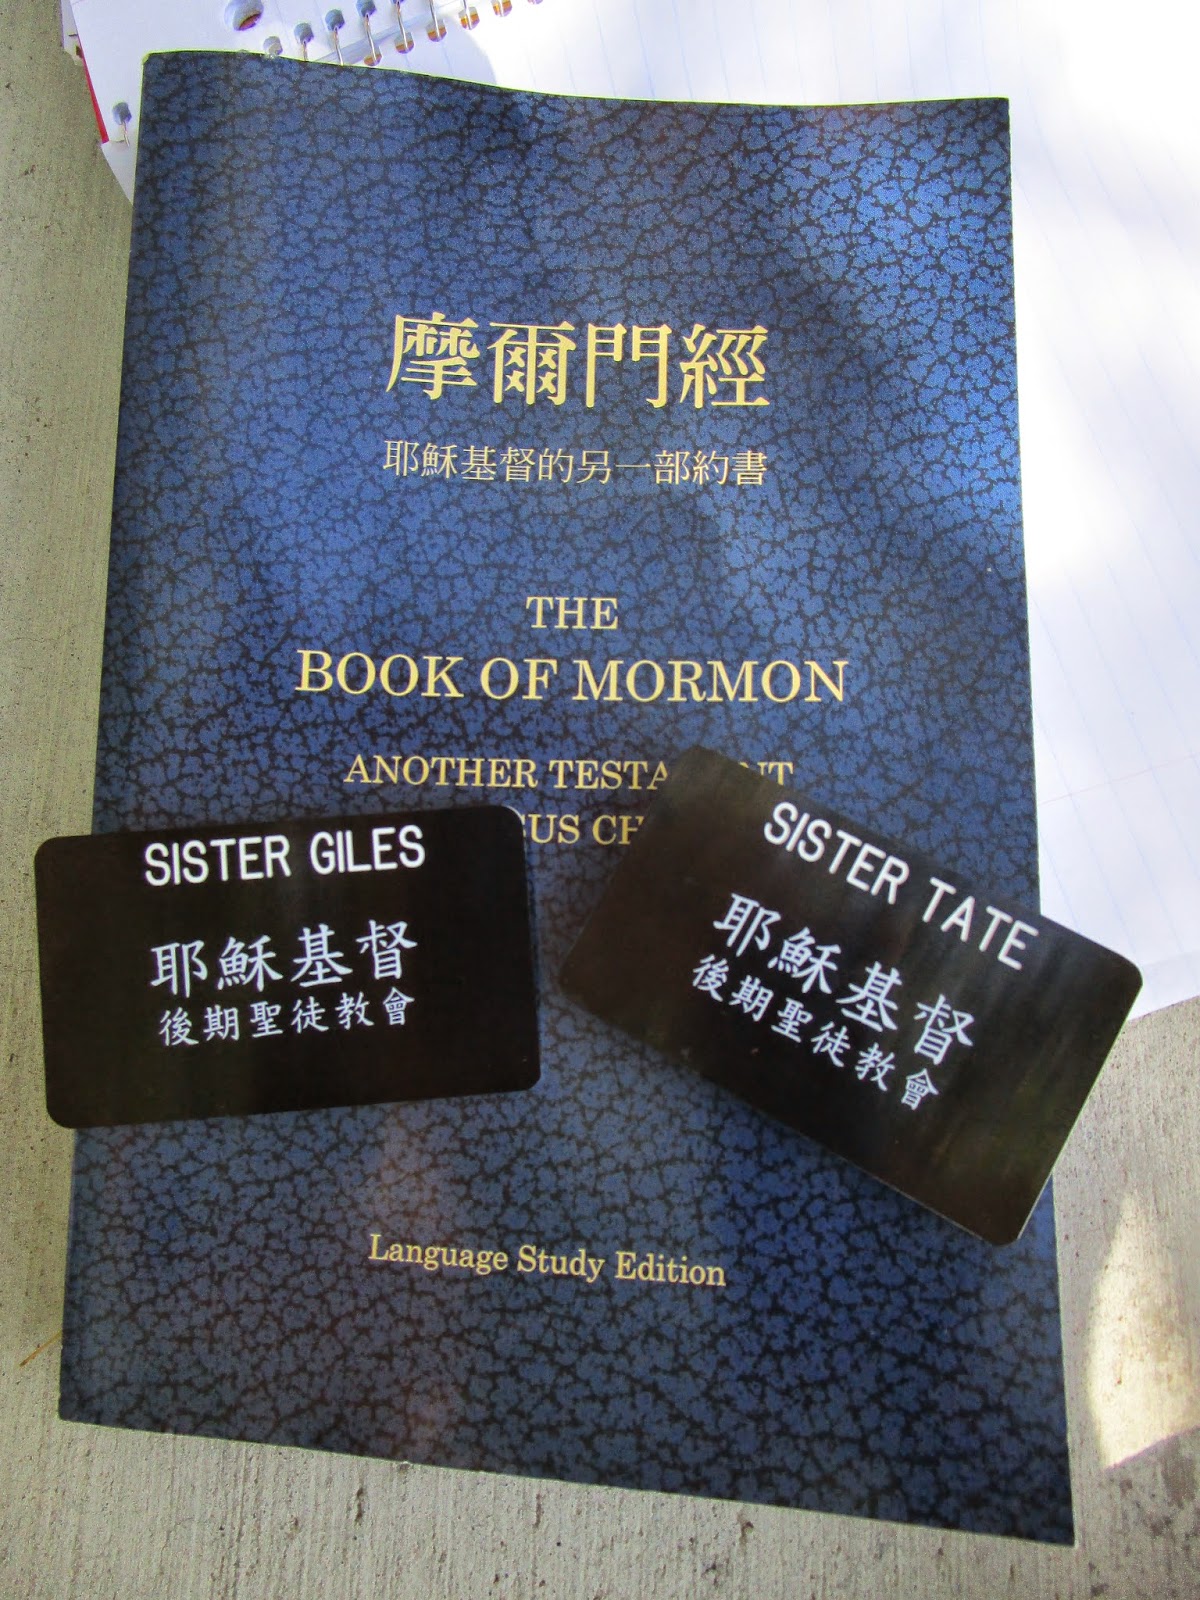 摩爾門經
耶穌基督的另一部約書
THE
BOOK OF MORMON
ANOTHER
SISTER GILES
耶穌基督
後期聖徒教會
SISTER TATE
耶穌基督
後期聖徒教會
Language Study Edition